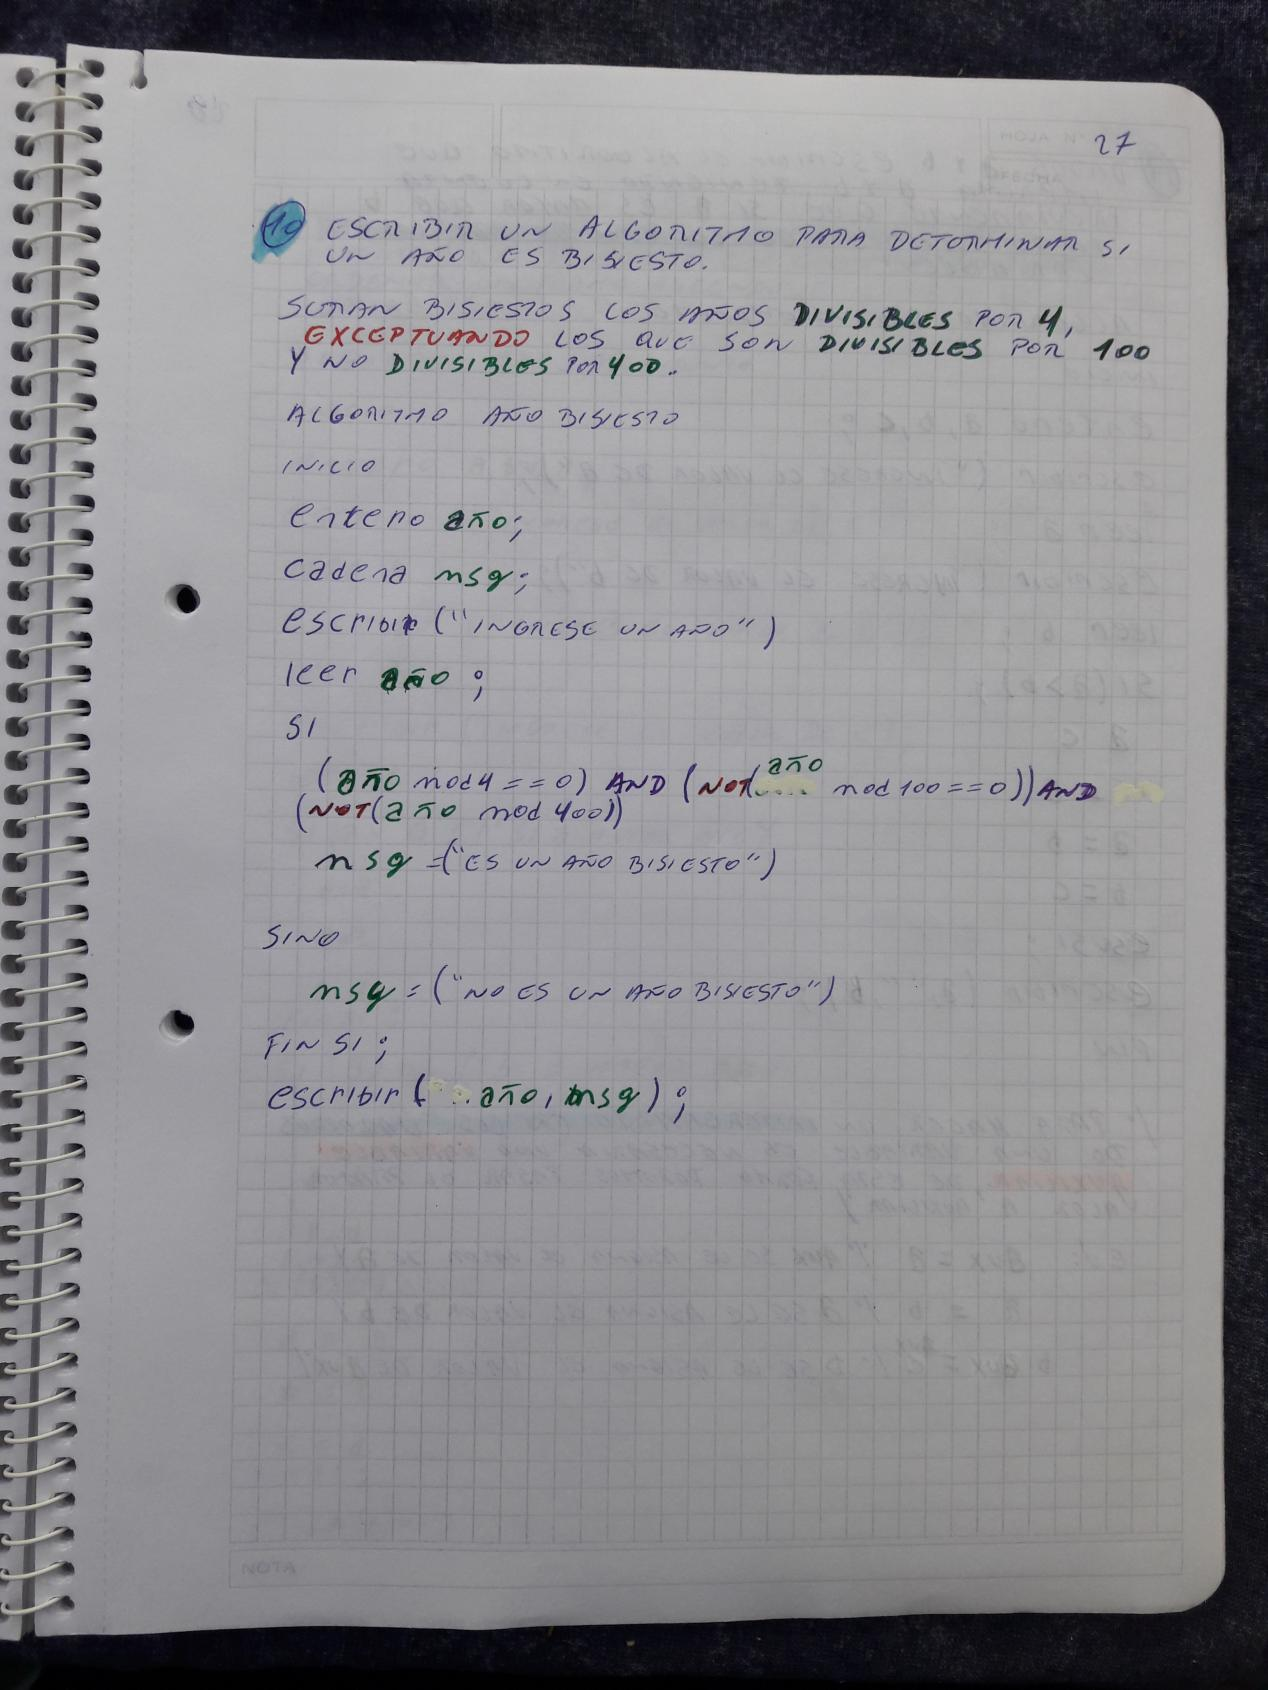 27
10 ESCRIBIR UN ALGORITMO PARA DETERMINAR SI
UN AÑO ES BISIESTO.
SERAN BISIESTOS LOS AÑOS DIVISIBLES POR 4,
EXCEPTUANDO LOS QUE SON DIVISIBLES POR 100
Y NO DIVISIBLES POR 400.
ALGORITMO AÑO BISIESTO
INICIO
entero año;
cadena msg;
escribir ("INGRESE UN AÑO")
leer año ;
SI
(año mod 4 == 0) AND (NOT(año mod 100 == 0)) AND
(NOT(año mod 400))
msg =("ES UN AÑO BISIESTO")
SINO
msg = ("NO ES UN AÑO BISIESTO")
FIN SI ;
escribir ( año, msg ) ;